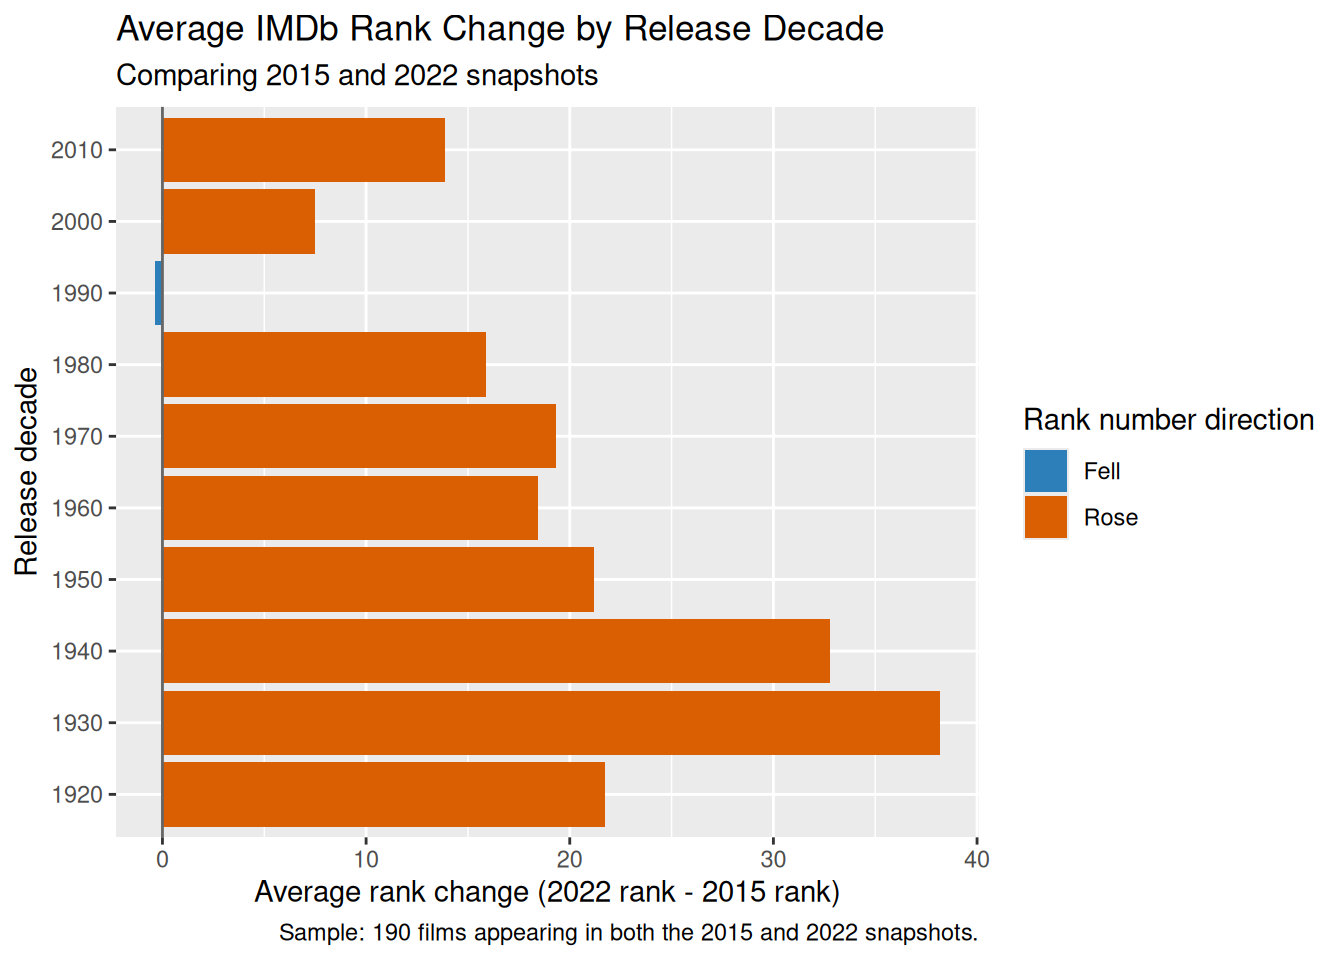 Average IMDb Rank Change by Release Decade
Comparing 2015 and 2022 snapshots
Release decade
2010
2000
1990
1980
1970
1960
1950
1940
1930
1920
0 10 20 30 40
Average rank change (2022 rank - 2015 rank)
Sample: 190 films appearing in both the 2015 and 2022 snapshots.
Rank number direction
Fell
Rose